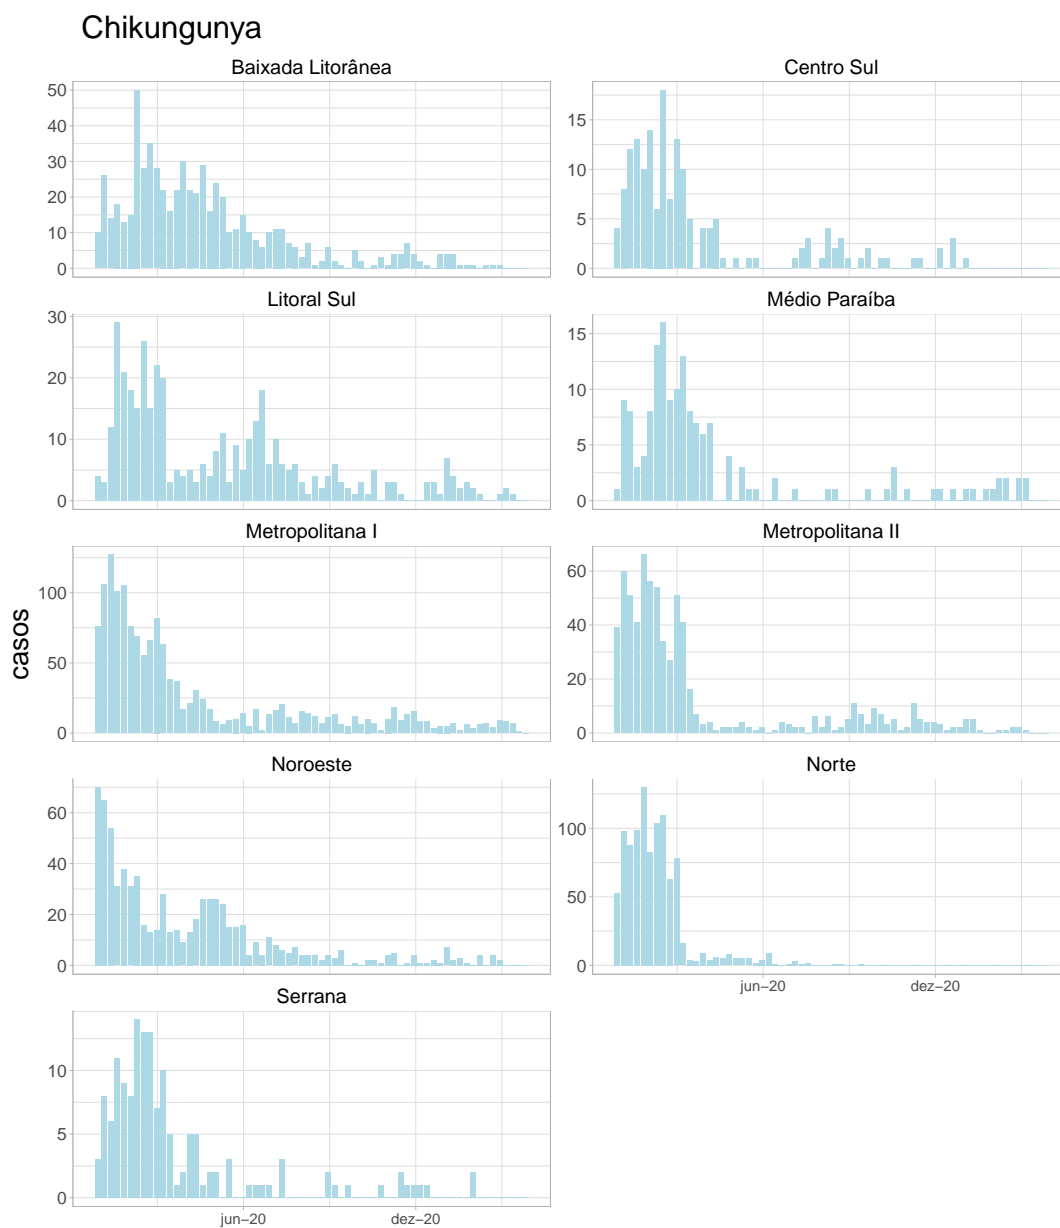 Chikungunya
Baixada Litorânea
50
40
30
20
10
0
Centro Sul
15
10
5
0
Litoral Sul
30
20
10
0
Médio Paraíba
15
10
5
0
casos
Metropolitana I
100
50
0
Metropolitana II
60
40
20
0
Noroeste
60
40
20
0
Norte
100
50
0
jun–20
dez–20
Serrana
10
5
0
jun–20
dez–20